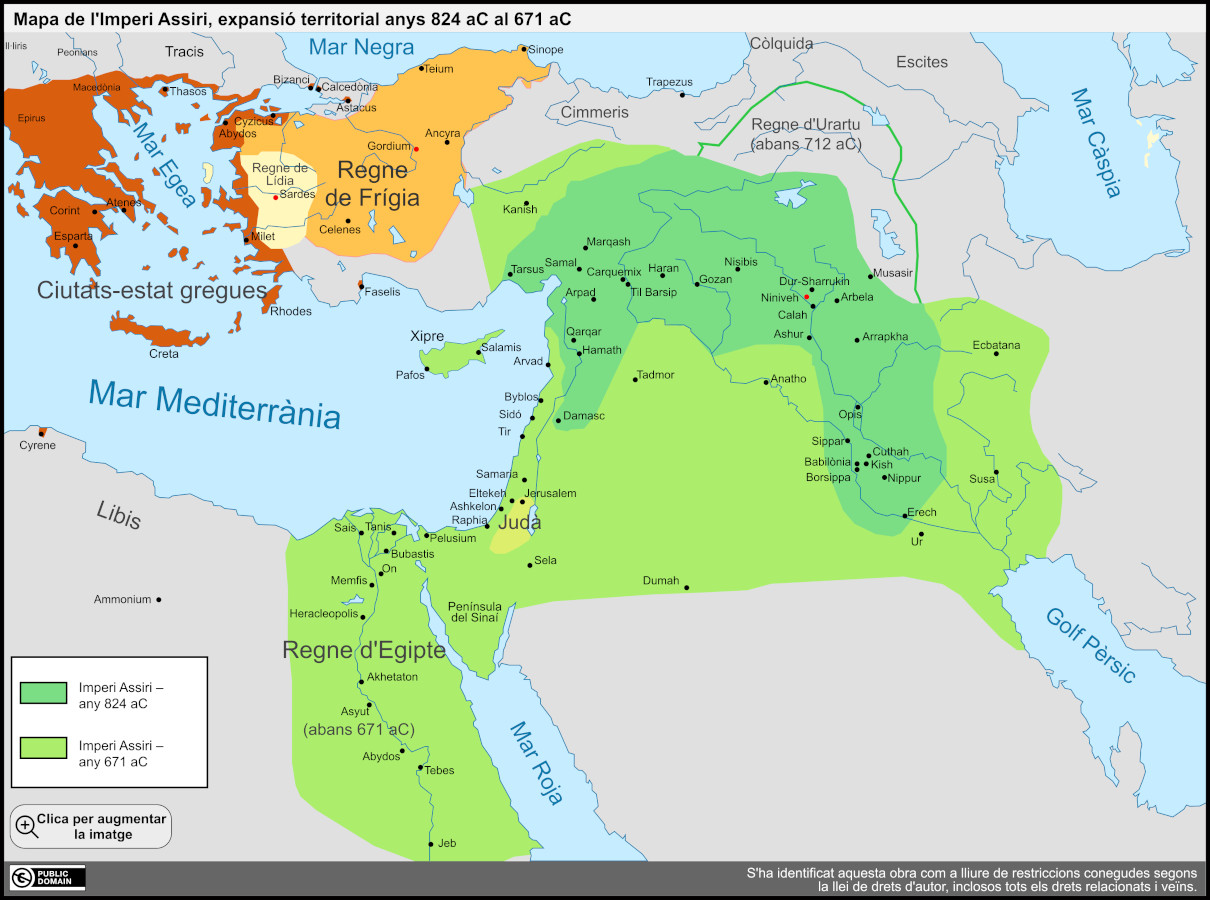 Mapa de l'Imperi Assiri, expansió territorial anys 824 aC al 671 aC
Il·liris
Peonians
Tracis
Mar Negra
Sinope
Còlquida
Escites
Teium
Trapezus
Macedònia
Thasos
Bizanci
Calcedònia
Astacus
Cimmeris
Mar Càspia
Epirus
Cyzicus
Abydos
Regne d'Urartu
(abans 712 aC)
Ancyra
Gordium
Mar Egea
Regne de
Lídia
Sardes
Regne
de Frígia
Corint
Atenes
Kanish
Esparta
Milet
Celenes
Marqash
Ciutats-estat gregues
Tarsus
Samal
Carquemix
Haran
Nisibis
Musasir
Faselis
Arpad
Til Barsip
Gozan
Dur-Sharrukin
Niniveh
Arbela
Rhodes
Calah
Creta
Xipre
Salamis
Qarqar
Hamath
Ashur
Arrapkha
Ecbatana
Pafos
Arvad
Tadmor
Anatho
Mar Mediterrània
Byblos
Sidó
Damasc
Opis
Cyrene
Tir
Sippar
Cuthah
Babilònia
Kish
Borsippa
Nippur
Susa
Samaria
Eltekeh
Jerusalem
Ashkelon
Raphia
Judà
Erech
Ur
Libis
Sais
Tanis
Pelusium
Bubastis
Sela
On
Memfis
Dumah
Ammonium
Heracleopolis
Península
del Sinaí
Golf Pèrsic
Regne d'Egipte
Akhetaton
Asyut
(abans 671 aC)
Abydos
Tebes
Mar Roja
Jeb
Imperi Assiri –
any 824 aC
Imperi Assiri –
any 671 aC
Clica per augmentar
la imatge
PUBLIC
DOMAIN
S'ha identificat aquesta obra com a lliure de restriccions conegudes segons
la llei de drets d'autor, inclosos tots els drets relacionats i veïns.